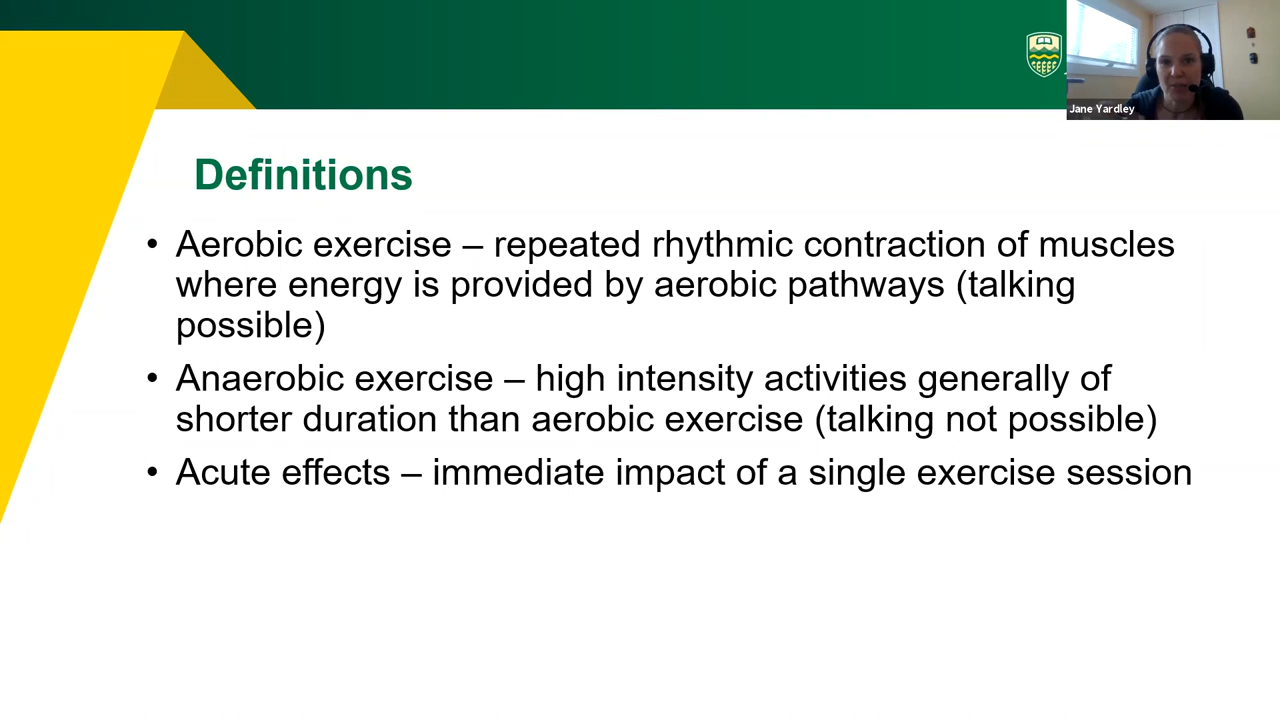 Jane Yardley
Definitions
• Aerobic exercise – repeated rhythmic contraction of muscles
where energy is provided by aerobic pathways (talking
possible)
• Anaerobic exercise – high intensity activities generally of
shorter duration than aerobic exercise (talking not possible)
• Acute effects – immediate impact of a single exercise session